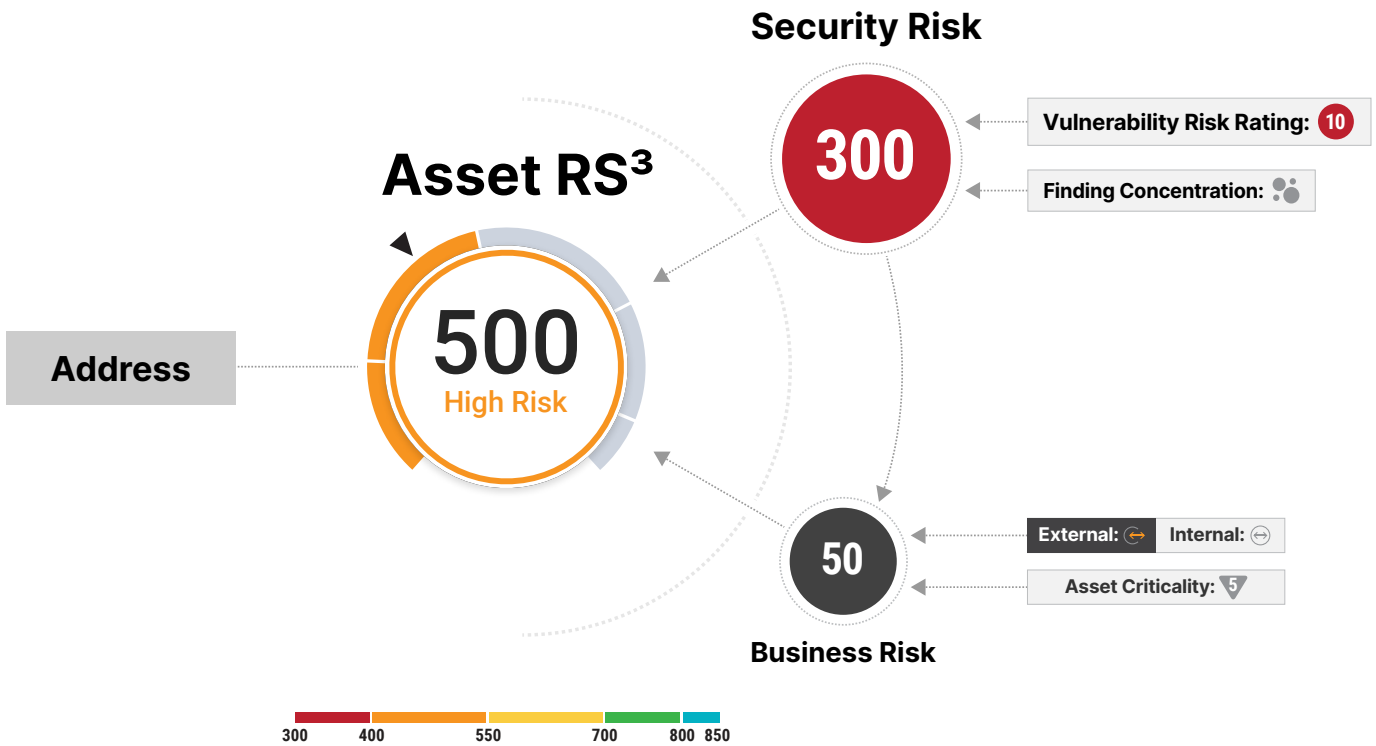 Security Risk
300
Vulnerability Risk Rating: 10
Finding Concentration:
Asset RS³
500
High Risk
Address
50
External: Internal:
Asset Criticality: 5
Business Risk
300 400 550 700 800 850